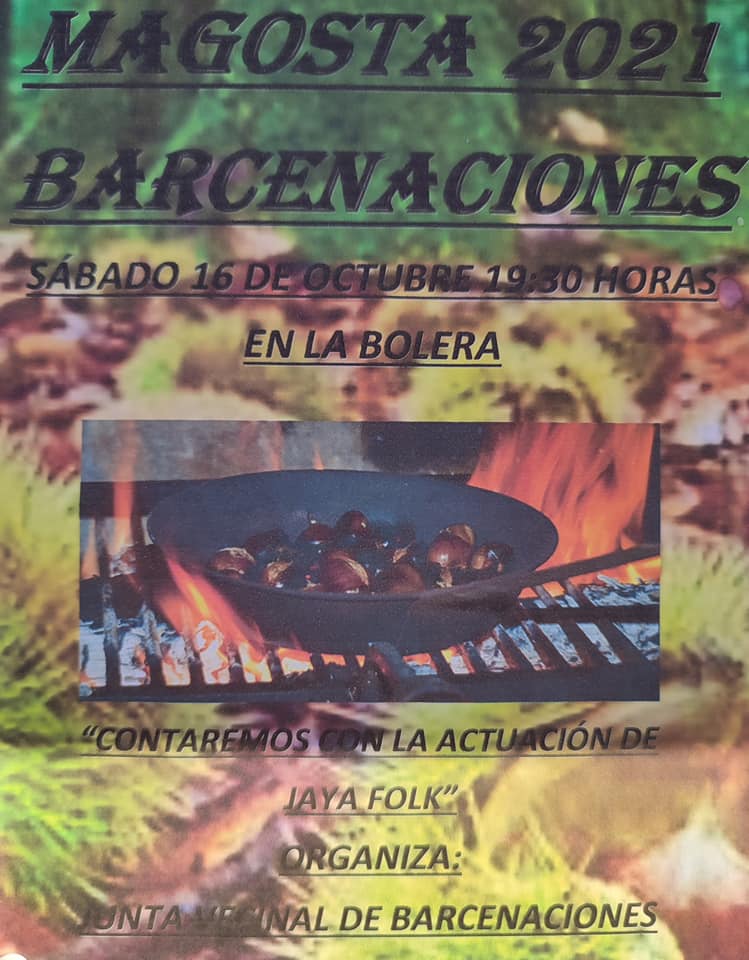 MAGOSTA 2021
BARCENACIONES
SÁBADO 16 DE OCTUBRE 19:30 HORAS
EN LA BOLERA
"CONTAREMOS CON LA ACTUACIÓN DE
JAYA FOLK"
ORGANIZA:
JUNTA VECINAL DE BARCENACIONES